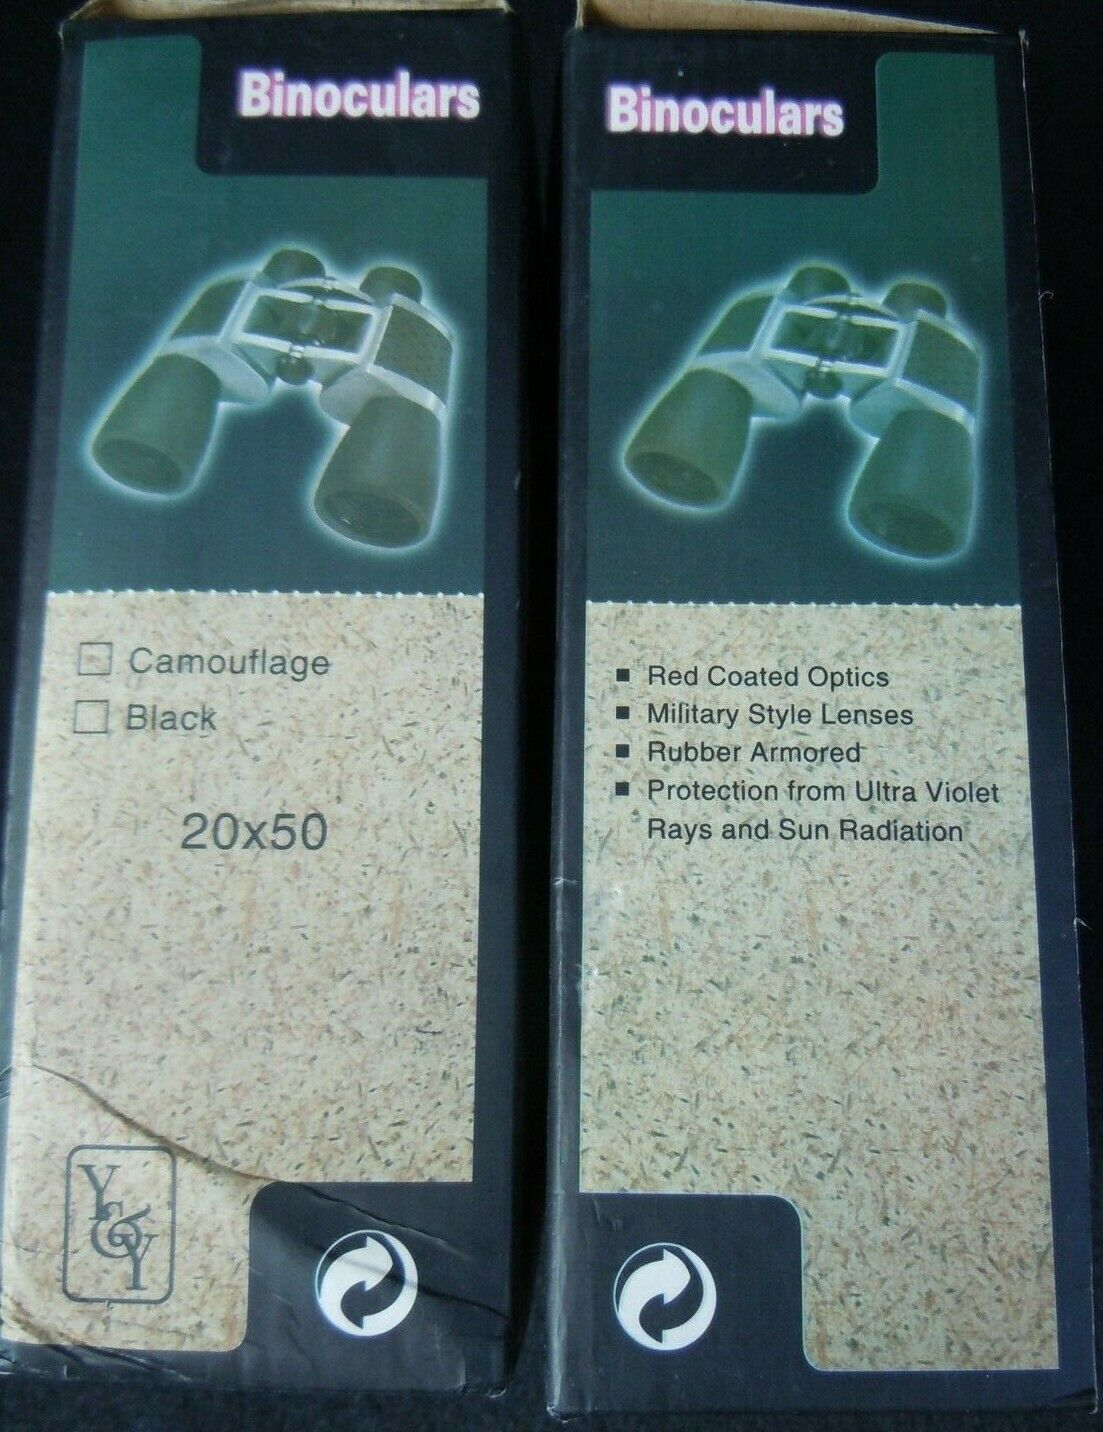 Binoculars
Camouflage
Black
20x50
Y&Y
Binoculars
Red Coated Optics
Military Style Lenses
Rubber Armored
Protection from Ultra Violet
Rays and Sun Radiation